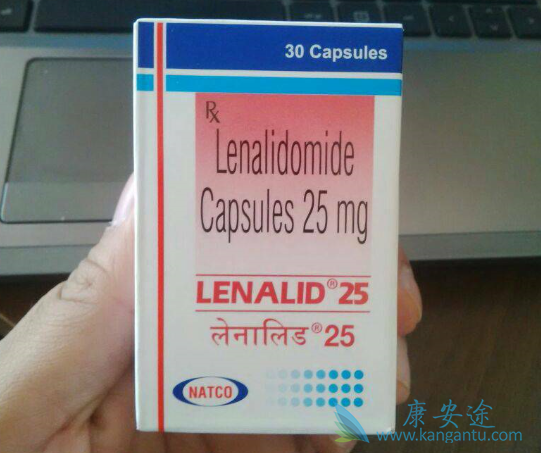 30 Capsules
Rx
Lenalidomide
Capsules 25 mg
LENALID® 25
लेनालिड® 25
NATCO
康安途
www.kangantu.com